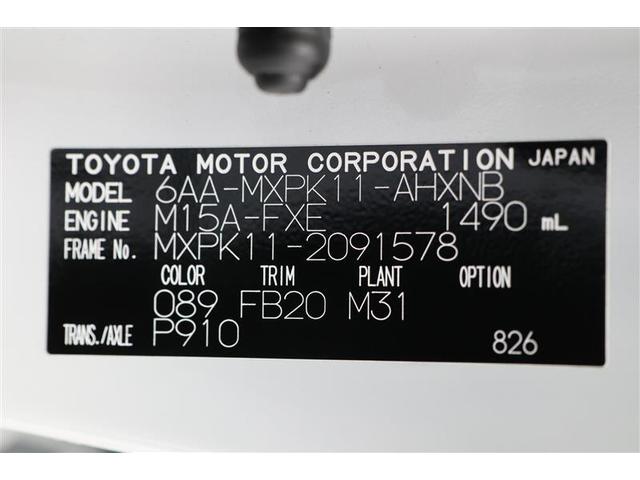 TOYOTA MOTOR CORPORATION JAPAN
MODEL 6AA-MXPK11-AHXNB
ENGINE M15A-FXE 1490 mL
FRAME No. MXPK11-2091578
COLOR TRIM PLANT OPTION
089 FB20 M31
TRANS./AXLE P910 826